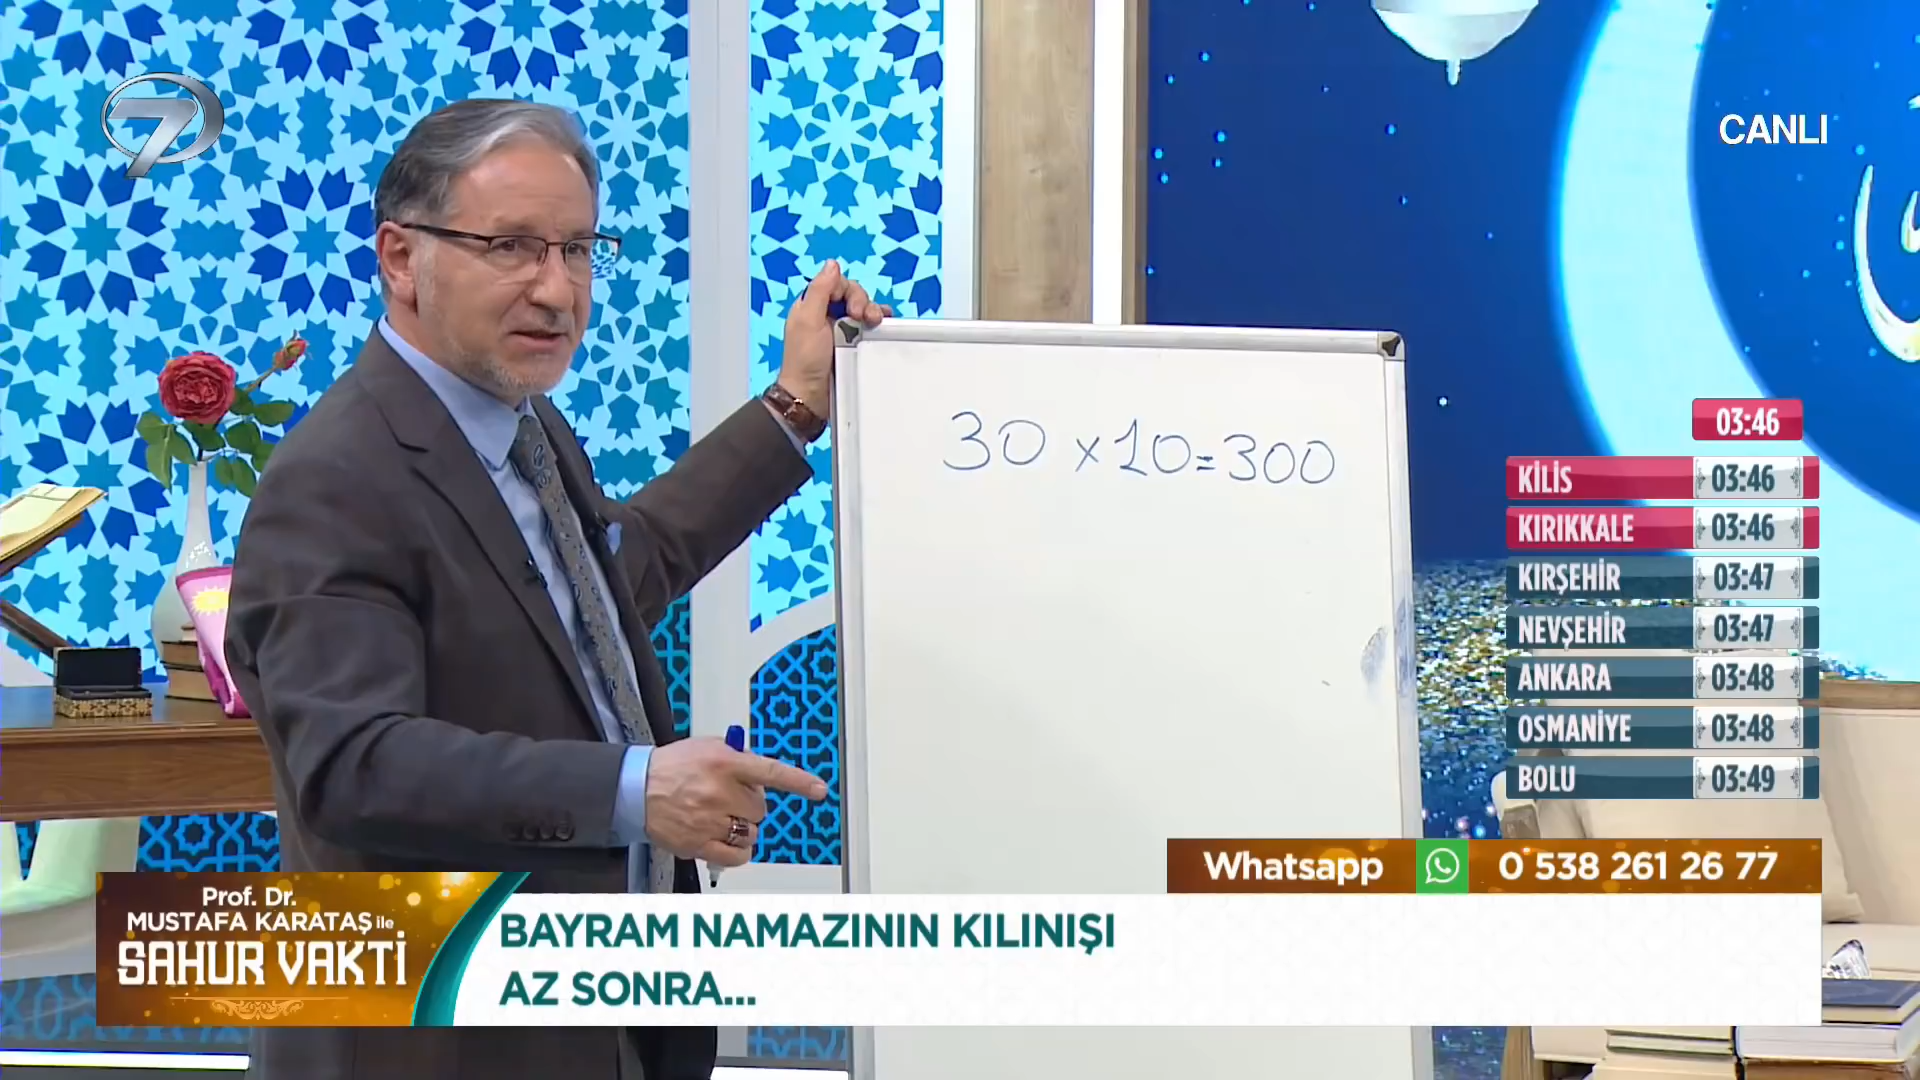 7
CANLI
30 x 10 = 300
03:46
KİLİS 03:46
KIRIKKALE 03:46
KIRŞEHİR 03:47
NEVŞEHİR 03:47
ANKARA 03:48
OSMANİYE 03:48
BOLU 03:49
Whatsapp 0 538 261 26 77
Prof. Dr.
MUSTAFA KARATAŞ ile
SAHUR VAKTİ
BAYRAM NAMAZININ KILINIŞI
AZ SONRA...